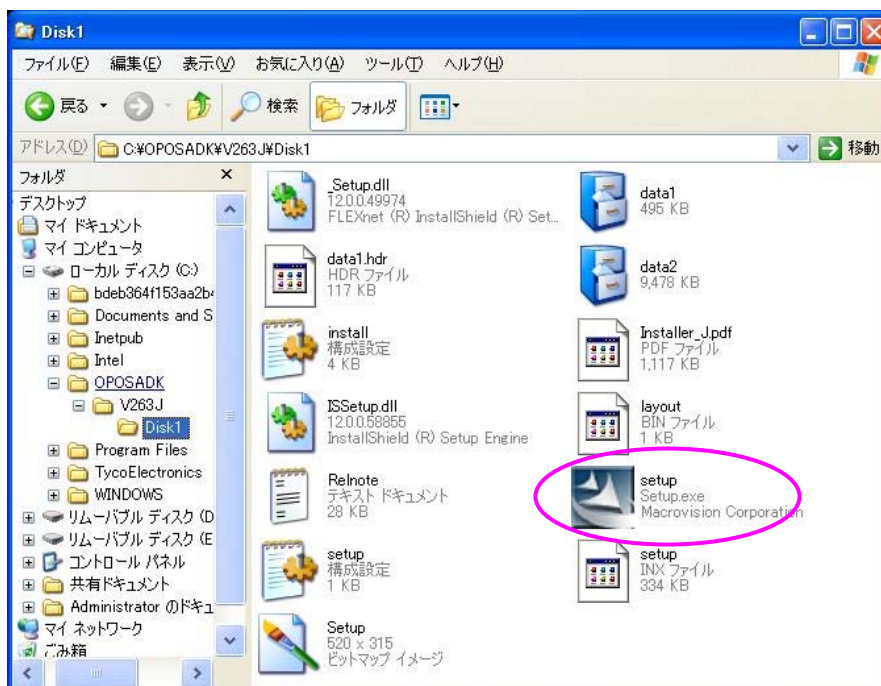 Disk1
ファイル(F) 編集(E) 表示(V) お気に入り(A) ツール(T) ヘルプ(H)
戻る 検索 フォルダ
アドレス(D) C:¥OPOSADK¥V263J¥Disk1 移動
フォルダ ×
デスクトップ
マイ ドキュメント
マイ コンピュータ
ローカル ディスク (C:)
bdeb364f153aa2b4
Documents and S
Inetpub
Intel
OPOSADK
V263J
Disk1
Program Files
TycoElectronics
WINDOWS
リムーバブル ディスク (D
リムーバブル ディスク (E
コントロール パネル
共有ドキュメント
Administrator のドキュ
マイ ネットワーク
ごみ箱
_Setup.dll
12.0.0.49974
FLEXnet (R) InstallShield (R) Set...
data1
495 KB
data1.hdr
HDR ファイル
117 KB
data2
9,478 KB
install
構成設定
4 KB
Installer_J.pdf
PDF ファイル
1,117 KB
ISSetup.dll
12.0.0.58855
InstallShield (R) Setup Engine
layout
BIN ファイル
1 KB
Relnote
テキスト ドキュメント
28 KB
setup
Setup.exe
Macrovision Corporation
setup
構成設定
1 KB
setup
INX ファイル
334 KB
Setup
520 x 315
ビットマップ イメージ